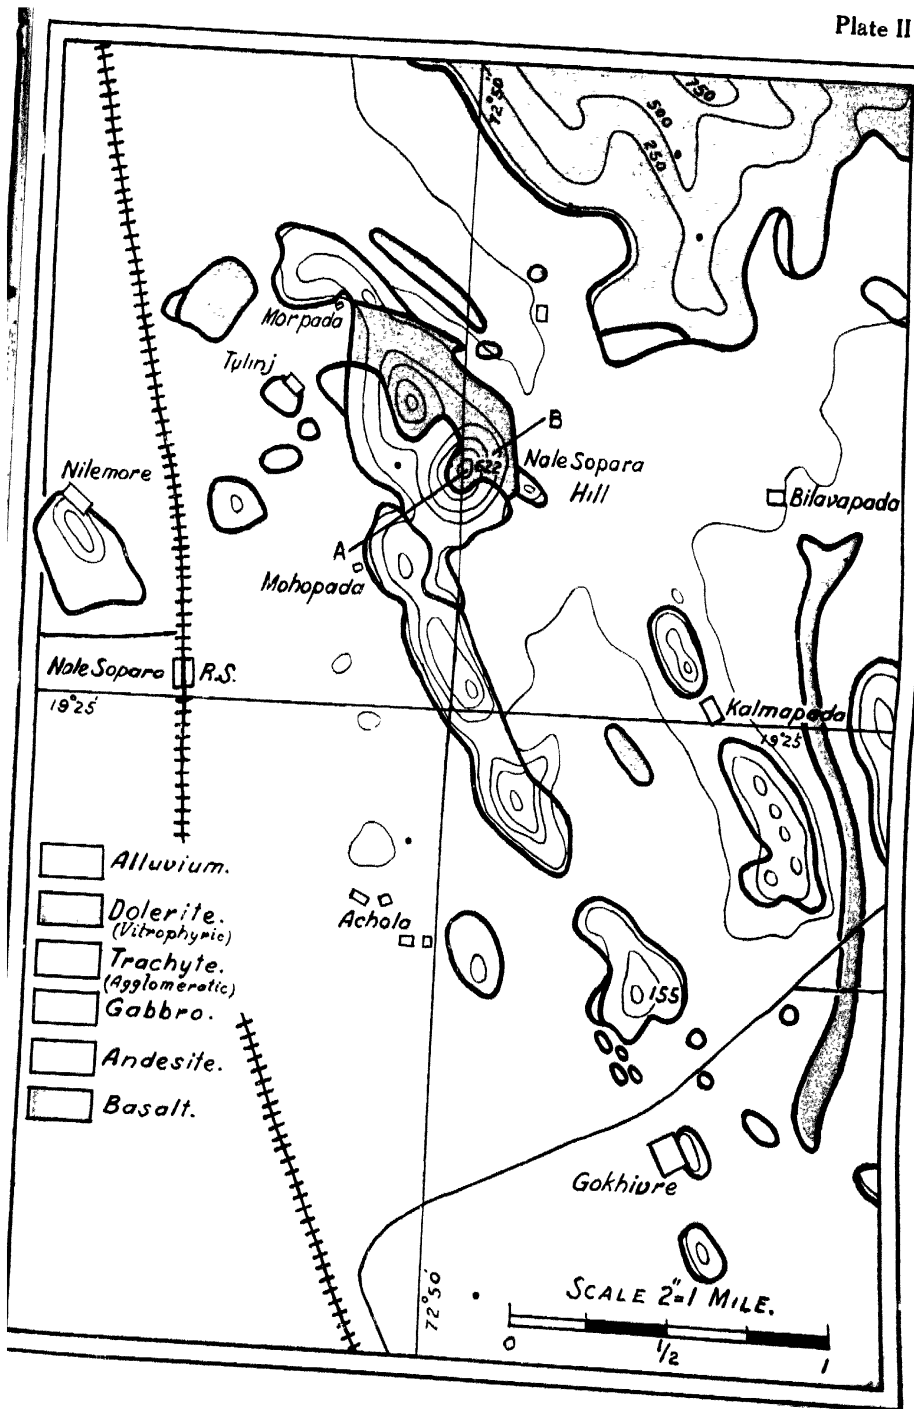 Plate II
750
500
250
72°50'
Morpada
Tulinj
B
622
Nale Sopara
Hill
Nilemore
Bilavapada
A
Mohopada
Nale Sopara R.S.
19°25'
Kalmapada
19°25'
Alluvium.
Dolerite.
(Vitrophyric)
Trachyte.
(Agglomeratic)
Gabbro.
Andesite.
Basalt.
Achola
155
Gokhivre
72°50'
SCALE 2"=1 MILE.
0 1/2 1